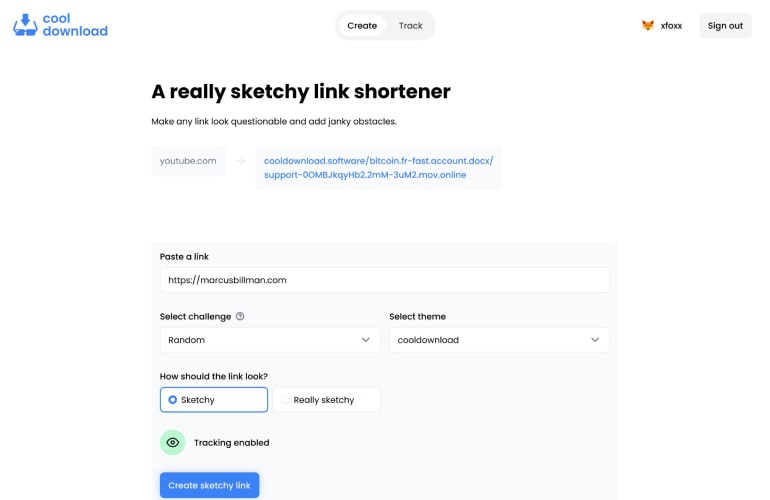 cool
download
Create
Track
xfoxx
Sign out
A really sketchy link shortener
Make any link look questionable and add janky obstacles.
youtube.com
cooldownload.software/bitcoin.fr-fast.account.docx/
support-0OMBJkqyHb2.2mM-3uM2.mov.online
Paste a link
https://marcusbillman.com
Select challenge ?
Select theme
Random
cooldownload
How should the link look?
Sketchy
Really sketchy
Tracking enabled
Create sketchy link